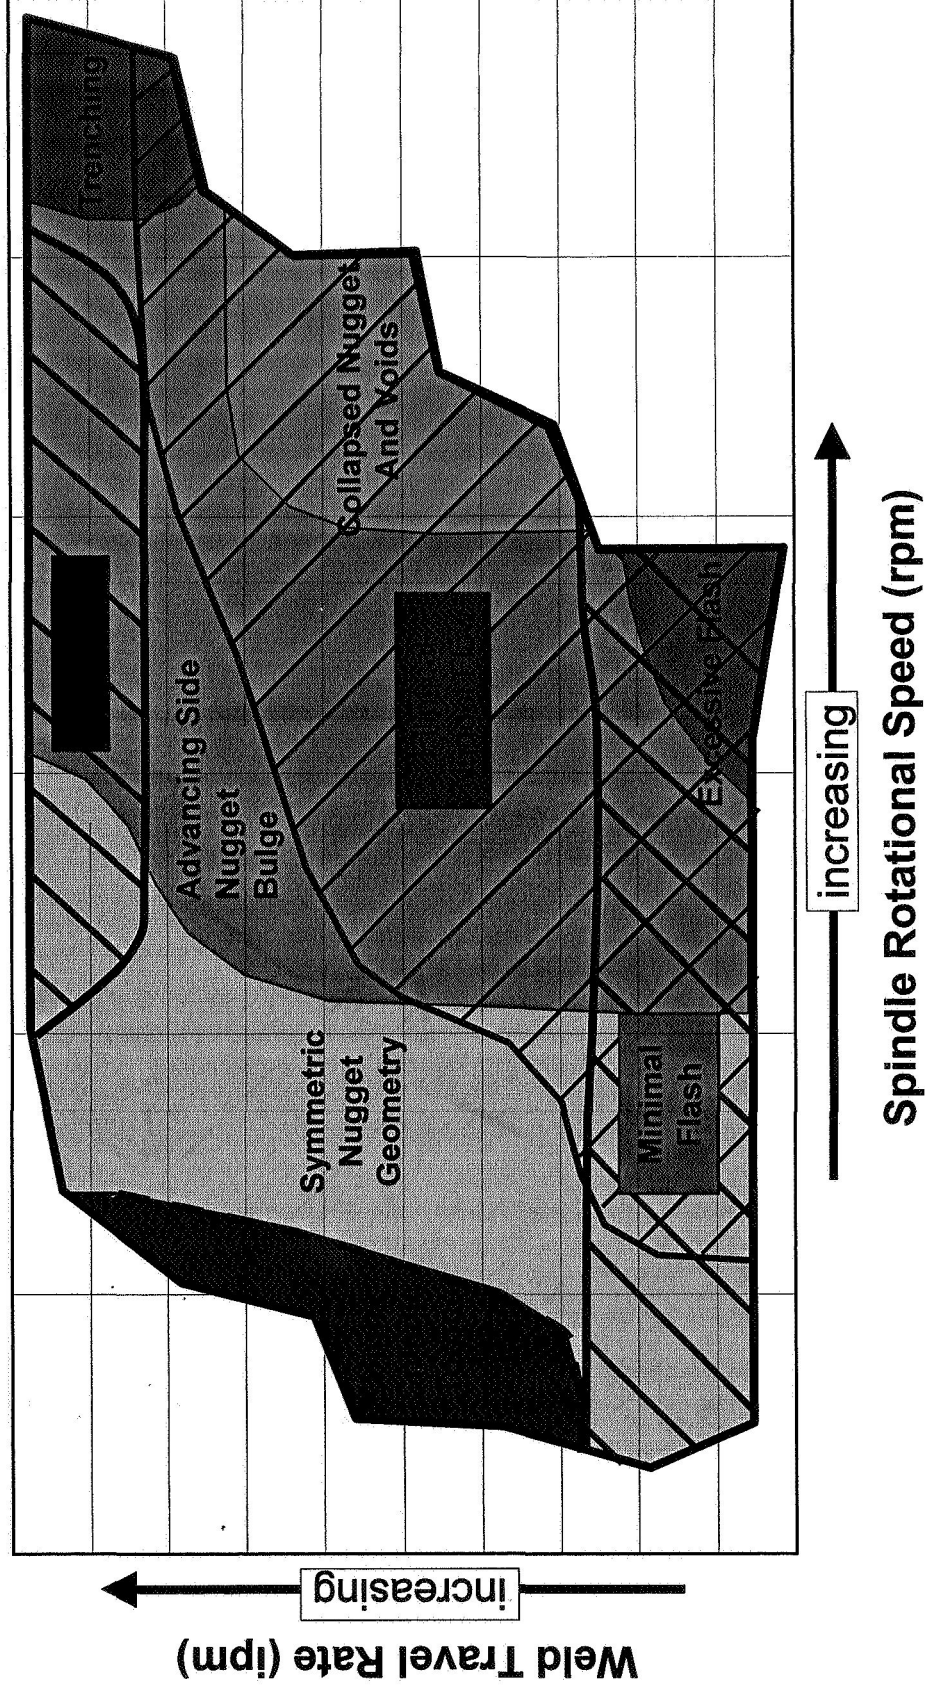 Trenching
Collapsed Nugget
And Voids
Advancing Side
Nugget
Bulge
Excessive Flash
Symmetric
Nugget
Geometry
Minimal
Flash
increasing
Spindle Rotational Speed (rpm)
increasing
Weld Travel Rate (ipm)